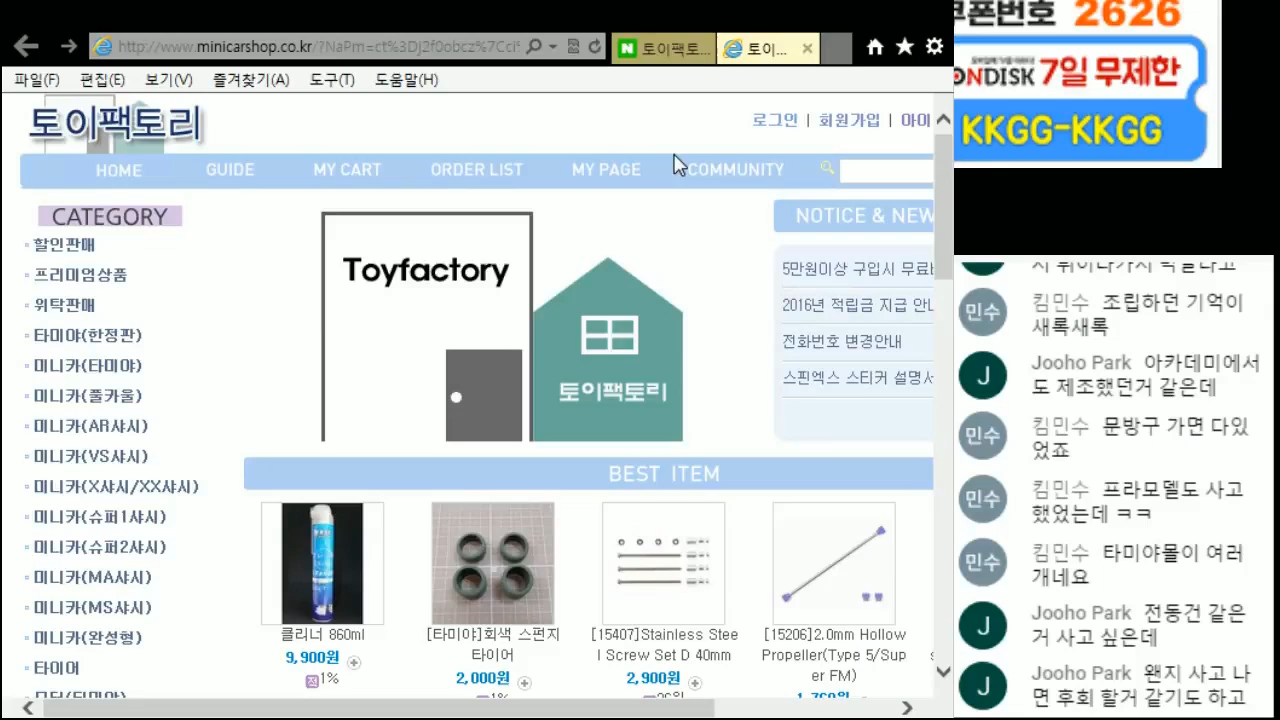 http://www.minicarshop.co.kr/?NaPm=ct%3Dj2f0obcz%7Cci
토이팩토...
토이...
파일(F) 편집(E) 보기(V) 즐겨찾기(A) 도구(T) 도움말(H)
토이팩토리
로그인 | 회원가입 | 아이
HOME GUIDE MY CART ORDER LIST MY PAGE COMMUNITY
CATEGORY
할인판매
프리미엄상품
위탁판매
타미야(한정판)
미니카(타미야)
미니카(풀카울)
미니카(AR샤시)
미니카(VS샤시)
미니카(X샤시/XX샤시)
미니카(슈퍼1샤시)
미니카(슈퍼2샤시)
미니카(MA샤시)
미니카(MS샤시)
미니카(완성형)
타이어
Toyfactory
토이팩토리
NOTICE & NEW
5만원이상 구입시 무료
2016년 적립금 지급 안
전화번호 변경안내
스핀엑스 스티커 설명서
BEST ITEM
클리너 860ml
9,900원
1%
[타미야]회색 스펀지
타이어
2,000원
1%
[15407]Stainless Stee
l Screw Set D 40mm
2,900원
[15206]2.0mm Hollow
Propeller(Type 5/Sup
er FM)
쿠폰번호 2626
ONDISK 7일 무제한
KKGG-KKGG
민수
킴민수 조립하던 기억이
새록새록
J
Jooho Park 아카데미에서
도 제조했던거 같은데
민수
킴민수 문방구 가면 다있
었죠
민수
킴민수 프라모델도 사고
했었는데 ㅋㅋ
민수
킴민수 타미야몰이 여러
개네요
J
Jooho Park 전동건 같은
거 사고 싶은데
J
Jooho Park 왠지 사고 나
면 후회 할거 같기도 하고